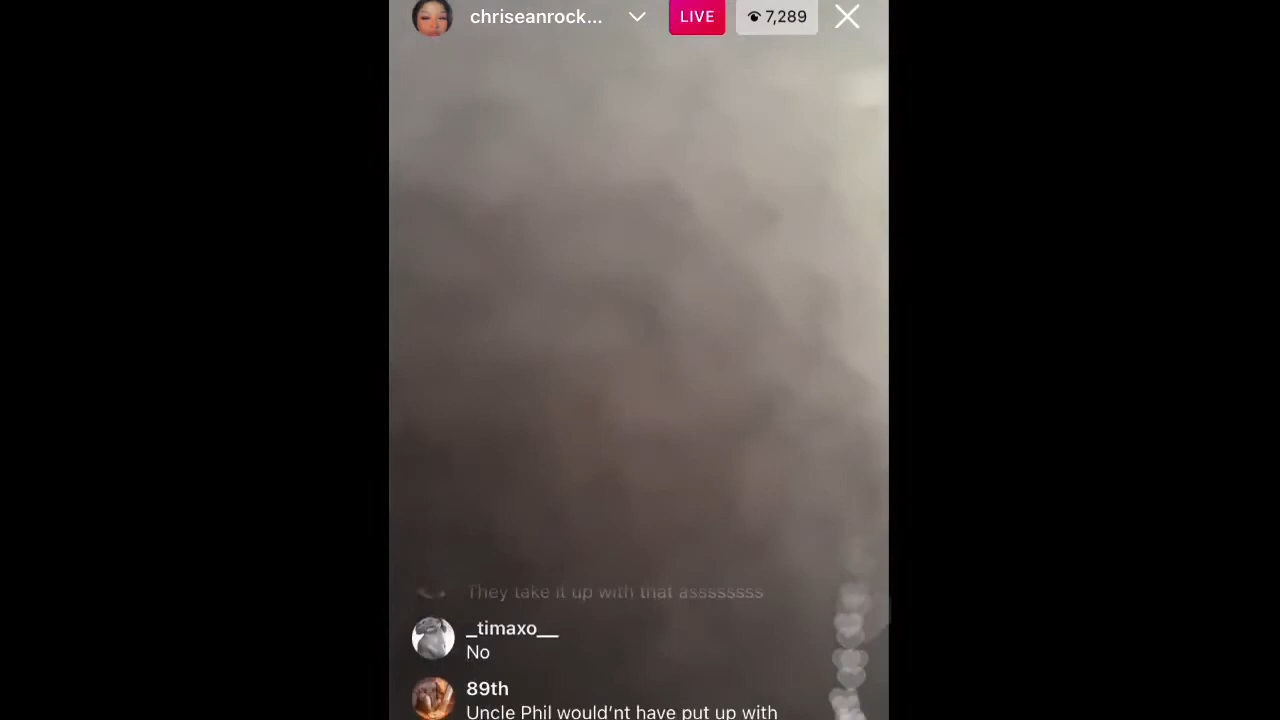 chriseanrock...
LIVE
7,289
They take it up with that asssssss
_timaxo__
No
89th
Uncle Phil would'nt have put up with